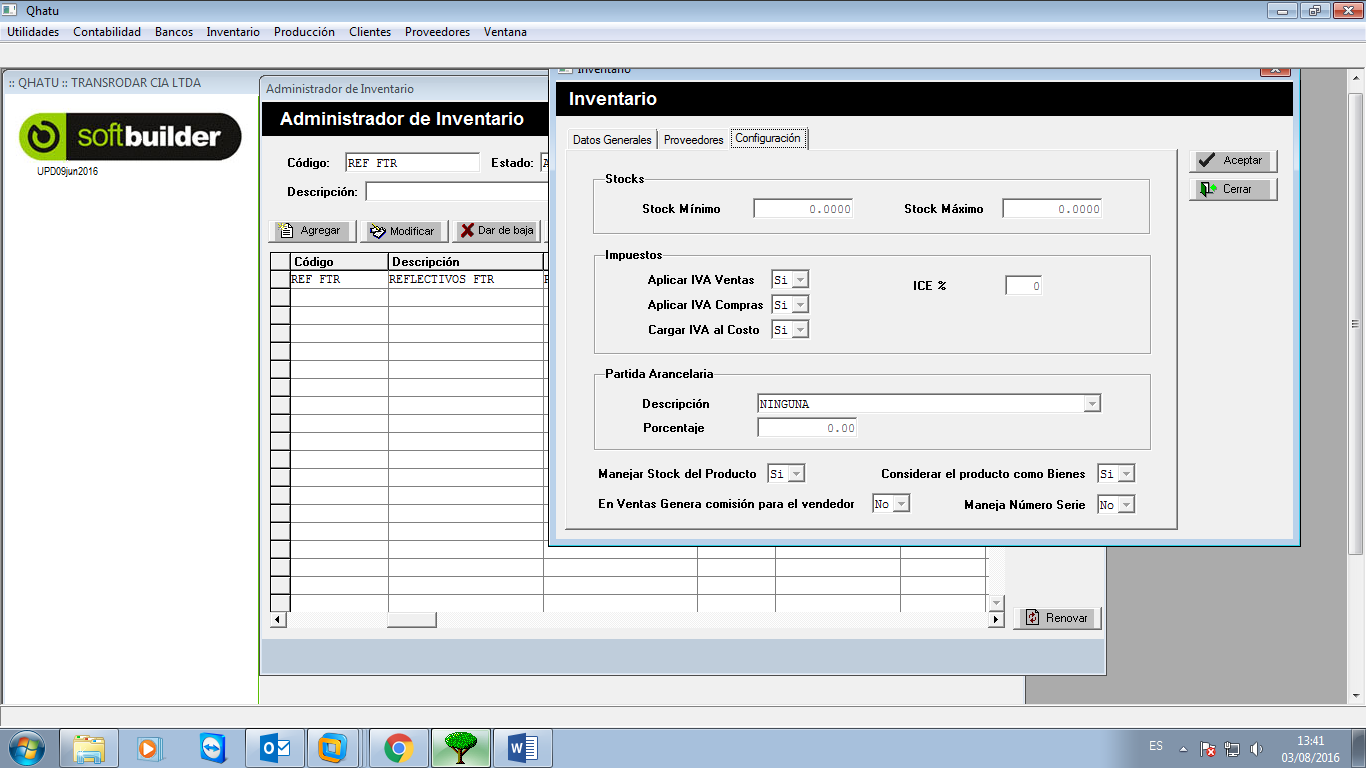 Qhatu
Utilidades Contabilidad Bancos Inventario Producción Clientes Proveedores Ventana
:: QHATU :: TRANSRODAR CIA LTDA
softbuilder
UPD09jun2016
Administrador de Inventario
Administrador de Inventario
Código: REF FTR Estado: A
Descripción:
Agregar Modificar Dar de baja
Código Descripción
REF FTR REFLECTIVOS FTR
Renovar
Inventario
Inventario
Datos Generales Proveedores Configuración
Aceptar
Cerrar
Stocks
Stock Mínimo 0.0000 Stock Máximo 0.0000
Impuestos
Aplicar IVA Ventas Si ICE % 0
Aplicar IVA Compras Si
Cargar IVA al Costo Si
Partida Arancelaria
Descripción NINGUNA
Porcentaje 0.00
Manejar Stock del Producto Si Considerar el producto como Bienes Si
En Ventas Genera comisión para el vendedor No Maneja Número Serie No
ES
13:41
03/08/2016